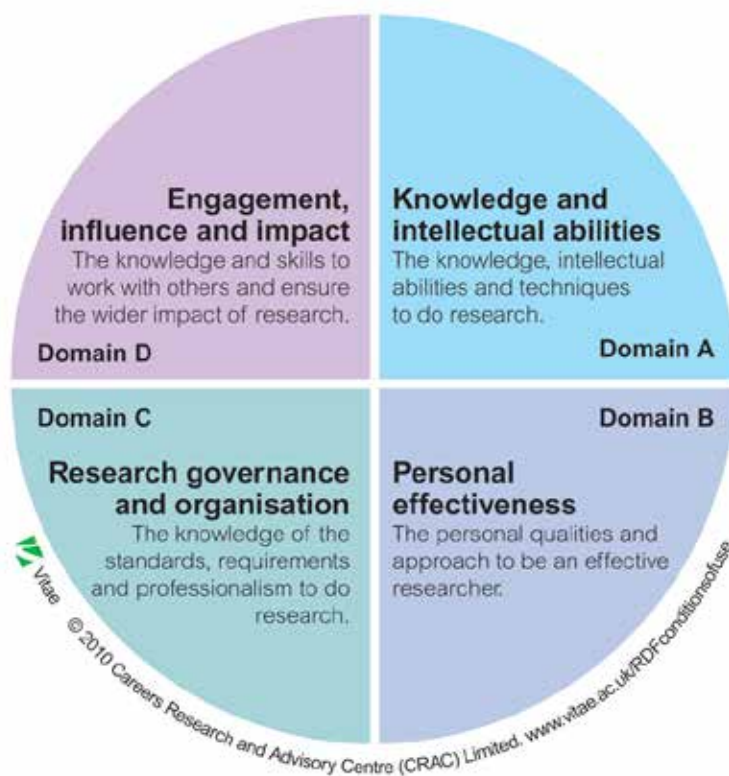 Engagement,
influence and impact
The knowledge and skills to
work with others and ensure
the wider impact of research.
Domain D
Knowledge and
intellectual abilities
The knowledge, intellectual
abilities and techniques
to do research.
Domain A
Domain C
Research governance
and organisation
The knowledge of the
standards, requirements
and professionalism to do
research.
Domain B
Personal
effectiveness
The personal qualities and
approach to be an effective
researcher.
Vitae © 2010 Careers Research and Advisory Centre (CRAC) Limited. www.vitae.ac.uk/RDFconditionsofuse